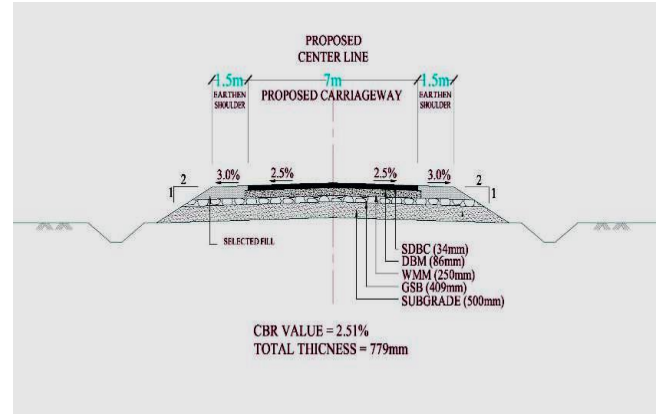 PROPOSED
CENTER LINE
1.5m 7m 1.5m
EARTHEN
SHOULDER
PROPOSED CARRIAGEWAY
EARTHEN
SHOULDER
3.0% 2.5% 2.5% 3.0%
2 2
1 1
SELECTED FILL
SDBC (34mm)
DBM (86mm)
WMM (250mm)
GSB (409mm)
SUBGRADE (500mm)
CBR VALUE = 2.51%
TOTAL THICNESS = 779mm